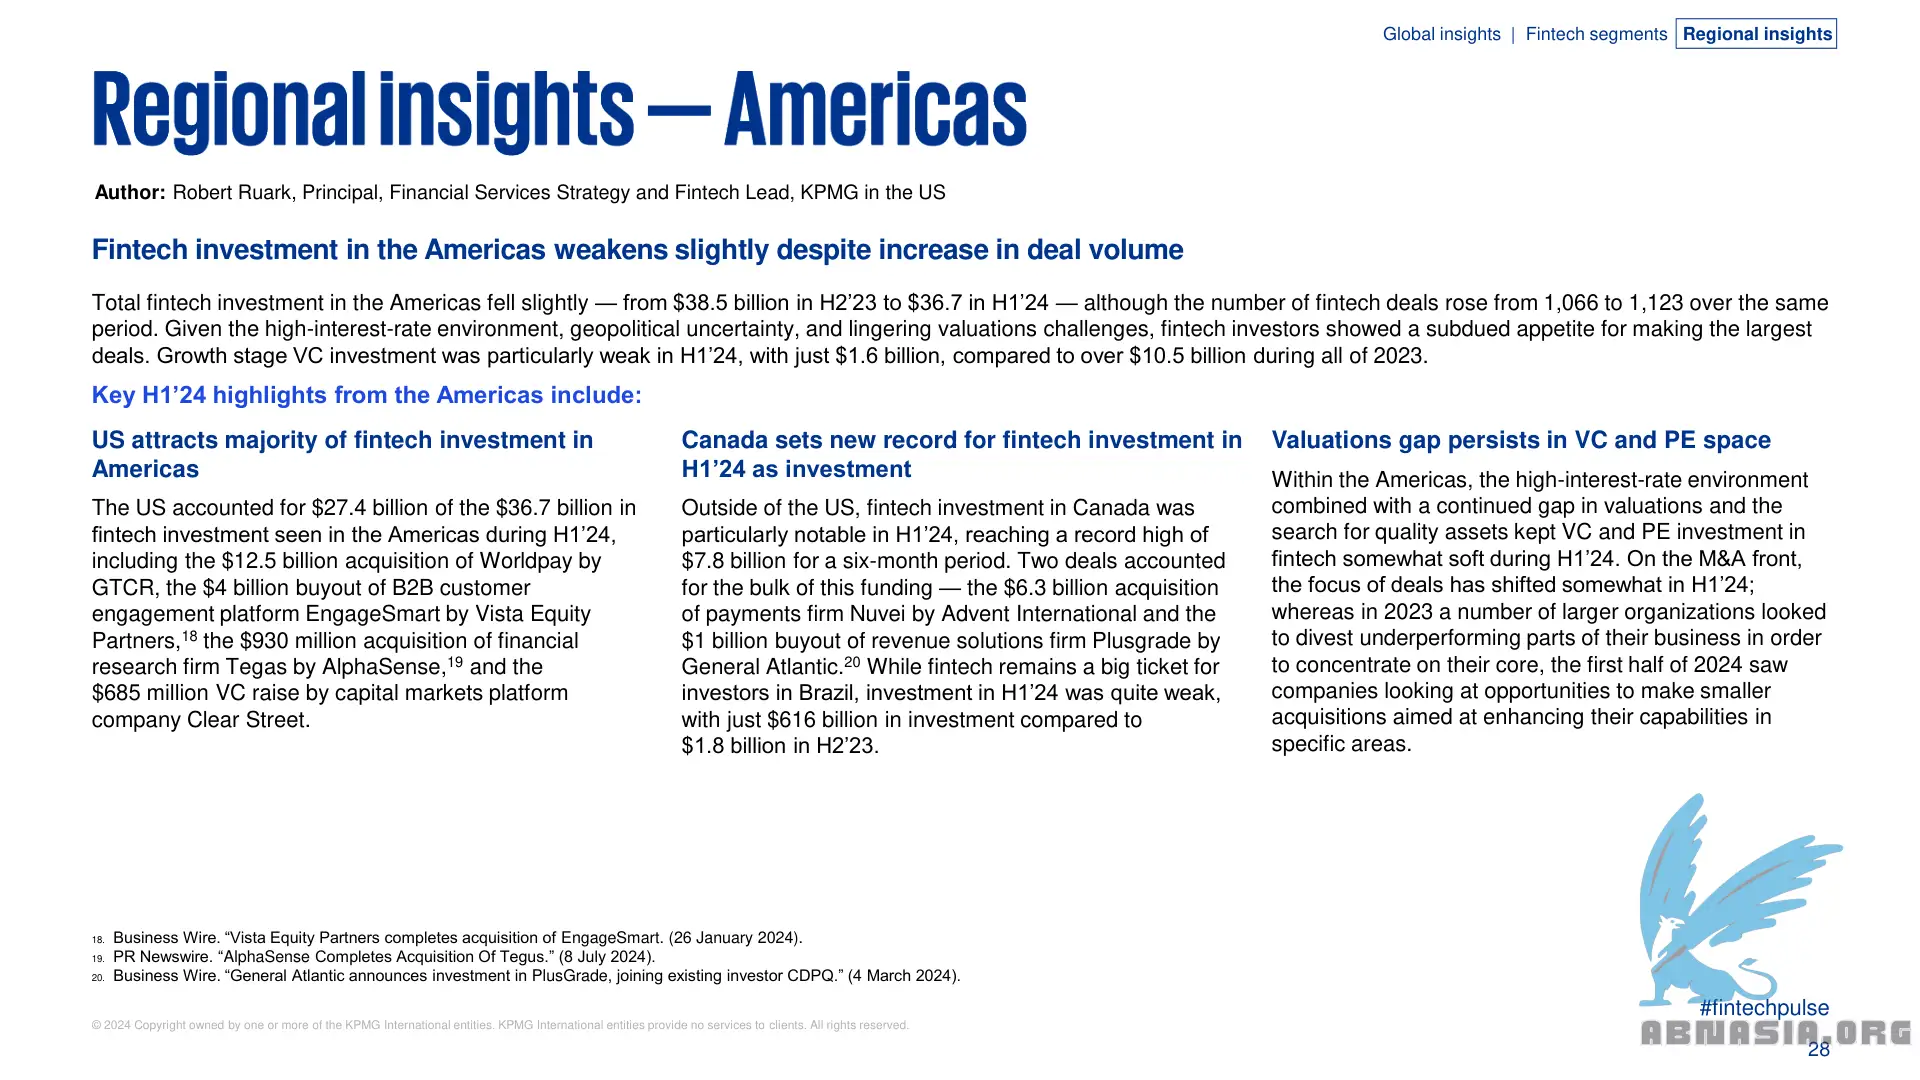 Global insights | Fintech segments Regional insights
Regional insights — Americas
Author: Robert Ruark, Principal, Financial Services Strategy and Fintech Lead, KPMG in the US
Fintech investment in the Americas weakens slightly despite increase in deal volume
Total fintech investment in the Americas fell slightly — from $38.5 billion in H2’23 to $36.7 in H1’24 — although the number of fintech deals rose from 1,066 to 1,123 over the same
period. Given the high-interest-rate environment, geopolitical uncertainty, and lingering valuations challenges, fintech investors showed a subdued appetite for making the largest
deals. Growth stage VC investment was particularly weak in H1’24, with just $1.6 billion, compared to over $10.5 billion during all of 2023.
Key H1’24 highlights from the Americas include:
US attracts majority of fintech investment in
Americas
The US accounted for $27.4 billion of the $36.7 billion in
fintech investment seen in the Americas during H1’24,
including the $12.5 billion acquisition of Worldpay by
GTCR, the $4 billion buyout of B2B customer
engagement platform EngageSmart by Vista Equity
Partners,18 the $930 million acquisition of financial
research firm Tegas by AlphaSense,19 and the
$685 million VC raise by capital markets platform
company Clear Street.
Canada sets new record for fintech investment in
H1’24 as investment
Outside of the US, fintech investment in Canada was
particularly notable in H1’24, reaching a record high of
$7.8 billion for a six-month period. Two deals accounted
for the bulk of this funding — the $6.3 billion acquisition
of payments firm Nuvei by Advent International and the
$1 billion buyout of revenue solutions firm Plusgrade by
General Atlantic.20 While fintech remains a big ticket for
investors in Brazil, investment in H1’24 was quite weak,
with just $616 billion in investment compared to
$1.8 billion in H2’23.
Valuations gap persists in VC and PE space
Within the Americas, the high-interest-rate environment
combined with a continued gap in valuations and the
search for quality assets kept VC and PE investment in
fintech somewhat soft during H1’24. On the M&A front,
the focus of deals has shifted somewhat in H1’24;
whereas in 2023 a number of larger organizations looked
to divest underperforming parts of their business in order
to concentrate on their core, the first half of 2024 saw
companies looking at opportunities to make smaller
acquisitions aimed at enhancing their capabilities in
specific areas.
18. Business Wire. “Vista Equity Partners completes acquisition of EngageSmart. (26 January 2024).
19. PR Newswire. “AlphaSense Completes Acquisition Of Tegus.” (8 July 2024).
20. Business Wire. “General Atlantic announces investment in PlusGrade, joining existing investor CDPQ.” (4 March 2024).
© 2024 Copyright owned by one or more of the KPMG International entities. KPMG International entities provide no services to clients. All rights reserved.
#fintechpulse
ABNASIA.ORG
28